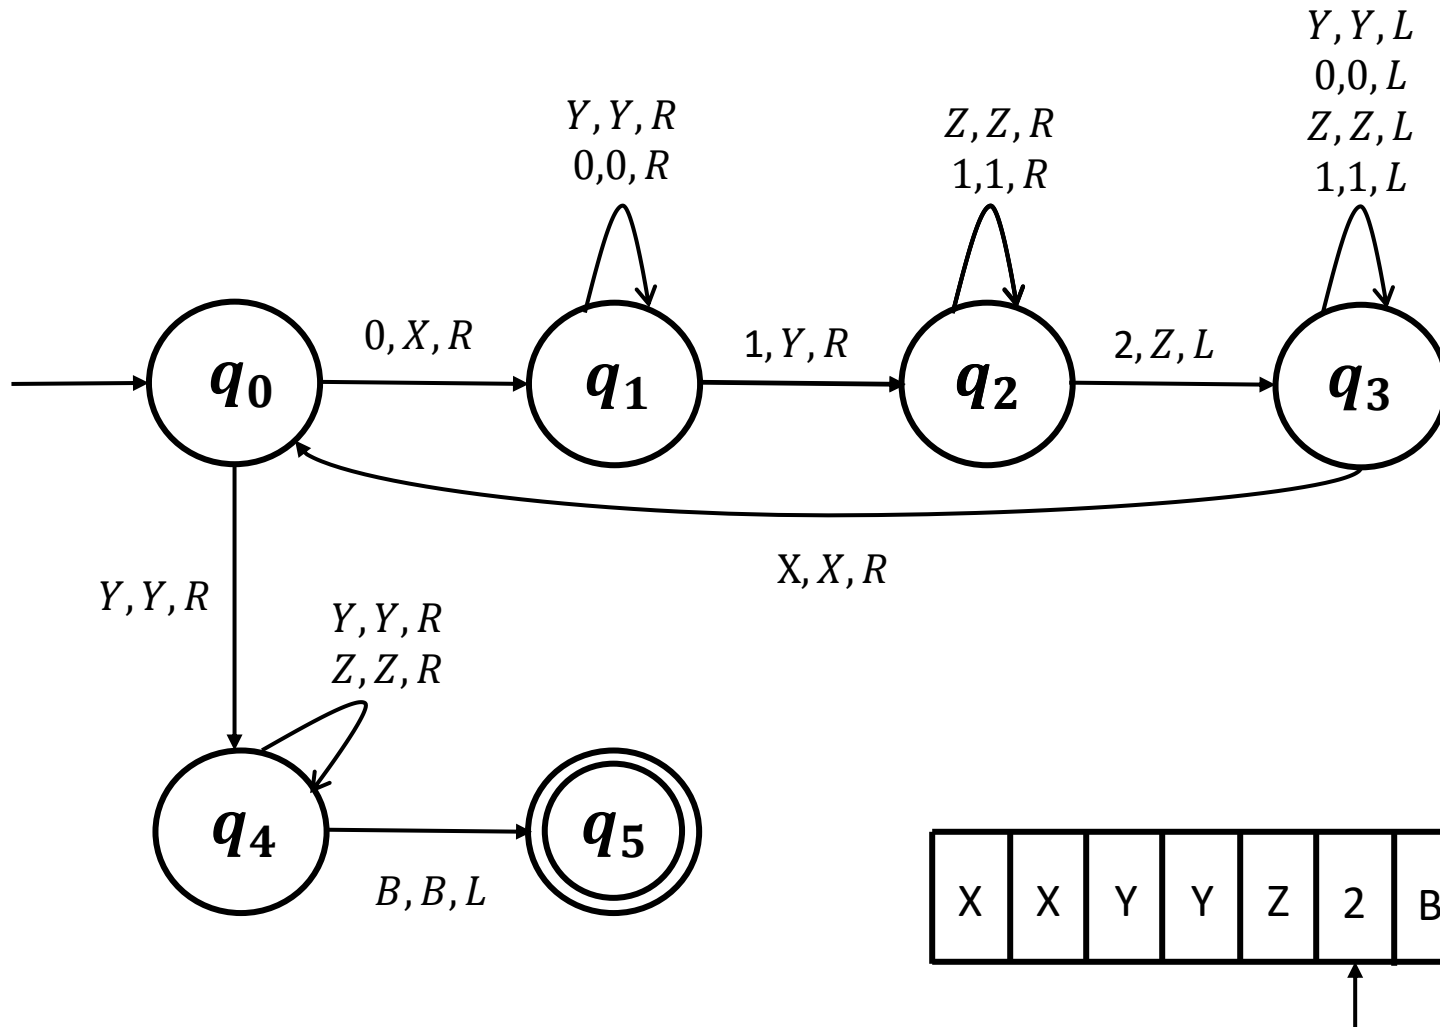 Y, Y, L
0,0, L
Z, Z, L
1,1, L
Y, Y, R
0,0, R
Z, Z, R
1,1, R
0, X, R
1, Y, R
2, Z, L
q0
q1
q2
q3
X, X, R
Y, Y, R
Y, Y, R
Z, Z, R
q4
q5
B, B, L
X X Y Y Z 2 B